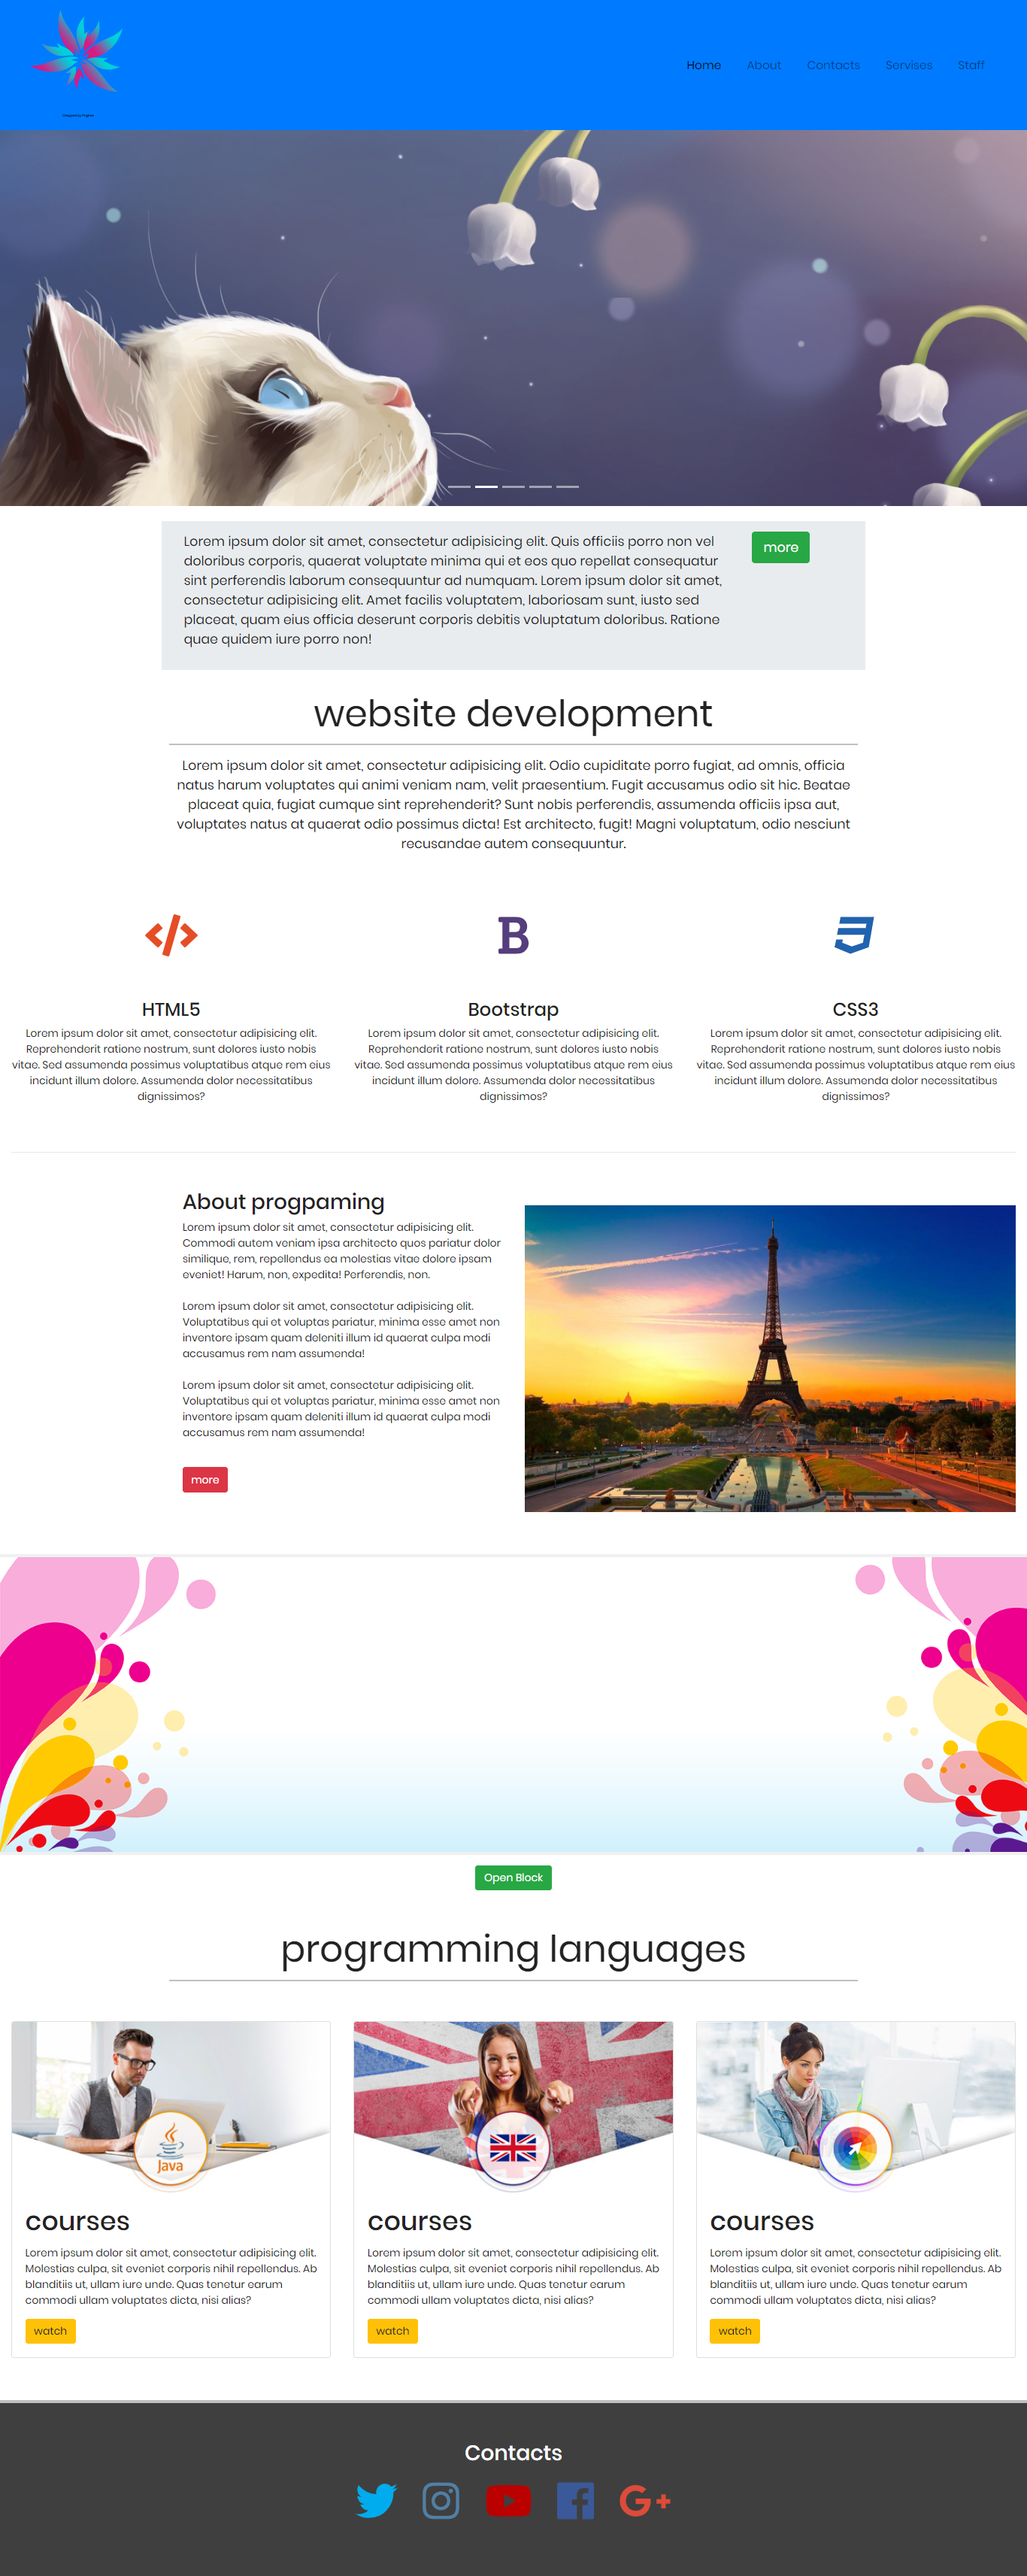 Home About Contacts Servises Staff
Lorem ipsum dolor sit amet, consectetur adipisicing elit. Quis officiis porro non vel
doloribus corporis, quaerat voluptate minima qui et eos quo repellat consequatur
sint perferendis laborum consequuntur ad numquam. Lorem ipsum dolor sit amet,
consectetur adipisicing elit. Amet facilis voluptatem, laboriosam sunt, iusto sed
placeat, quam eius officia deserunt corporis debitis voluptatum doloribus. Ratione
quae quidem iure porro non!
more
website development
Lorem ipsum dolor sit amet, consectetur adipisicing elit. Odio cupiditate porro fugiat, ad omnis, officia
natus harum voluptates qui animi veniam nam, velit praesentium. Fugit accusamus odio sit hic. Beatae
placeat quia, fugiat cumque sint reprehenderit? Sunt nobis perferendis, assumenda officiis ipsa aut,
voluptates natus at quaerat odio possimus dicta! Est architecto, fugit! Magni voluptatum, odio nesciunt
recusandae autem consequuntur.
HTML5
Lorem ipsum dolor sit amet, consectetur adipisicing elit.
Reprehenderit ratione nostrum, sunt dolores iusto nobis
vitae. Sed assumenda possimus voluptatibus atque rem eius
incidunt illum dolore. Assumenda dolor necessitatibus
dignissimos?
B
Bootstrap
Lorem ipsum dolor sit amet, consectetur adipisicing elit.
Reprehenderit ratione nostrum, sunt dolores iusto nobis
vitae. Sed assumenda possimus voluptatibus atque rem eius
incidunt illum dolore. Assumenda dolor necessitatibus
dignissimos?
CSS3
Lorem ipsum dolor sit amet, consectetur adipisicing elit.
Reprehenderit ratione nostrum, sunt dolores iusto nobis
vitae. Sed assumenda possimus voluptatibus atque rem eius
incidunt illum dolore. Assumenda dolor necessitatibus
dignissimos?
About progpaming
Lorem ipsum dolor sit amet, consectetur adipisicing elit.
Commodi autem veniam ipsa architecto quos pariatur dolor
similique, rem, repellendus ea molestias vitae dolore ipsam
eveniet! Harum, non, expedita! Perferendis, non.
Lorem ipsum dolor sit amet, consectetur adipisicing elit.
Voluptatibus qui et voluptas pariatur, minima esse amet non
inventore ipsam quam deleniti illum id quaerat culpa modi
accusamus rem nam assumenda!
Lorem ipsum dolor sit amet, consectetur adipisicing elit.
Voluptatibus qui et voluptas pariatur, minima esse amet non
inventore ipsam quam deleniti illum id quaerat culpa modi
accusamus rem nam assumenda!
more
Open Block
programming languages
Java
courses
Lorem ipsum dolor sit amet, consectetur adipisicing elit.
Molestias culpa, sit eveniet corporis nihil repellendus. Ab
blanditiis ut, ullam iure unde. Quas tenetur earum
commodi ullam voluptates dicta, nisi alias?
watch
courses
Lorem ipsum dolor sit amet, consectetur adipisicing elit.
Molestias culpa, sit eveniet corporis nihil repellendus. Ab
blanditiis ut, ullam iure unde. Quas tenetur earum
commodi ullam voluptates dicta, nisi alias?
watch
courses
Lorem ipsum dolor sit amet, consectetur adipisicing elit.
Molestias culpa, sit eveniet corporis nihil repellendus. Ab
blanditiis ut, ullam iure unde. Quas tenetur earum
commodi ullam voluptates dicta, nisi alias?
watch
Contacts
G+